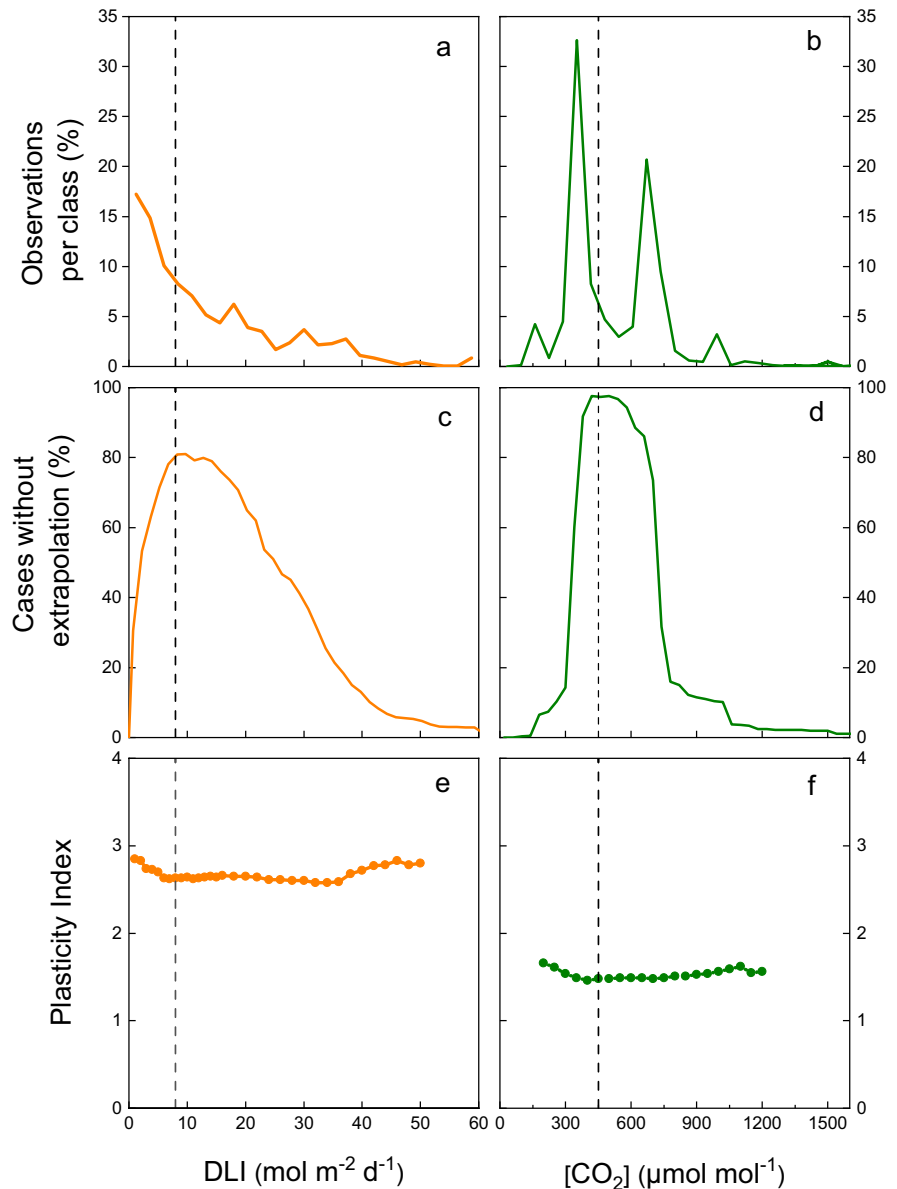 35 30 25 20 15 10 5 0
Observations
per class (%)
a
b
35 30 25 20 15 10 5 0
100 80 60 40 20 0
Cases without
extrapolation (%)
c
d
100 80 60 40 20 0
4 3 2 1 0
Plasticity Index
e
f
4 3 2 1 0
0 10 20 30 40 50 60
0 300 600 900 1200 1500
DLI (mol m⁻² d⁻¹)
[CO₂] (μmol mol⁻¹)